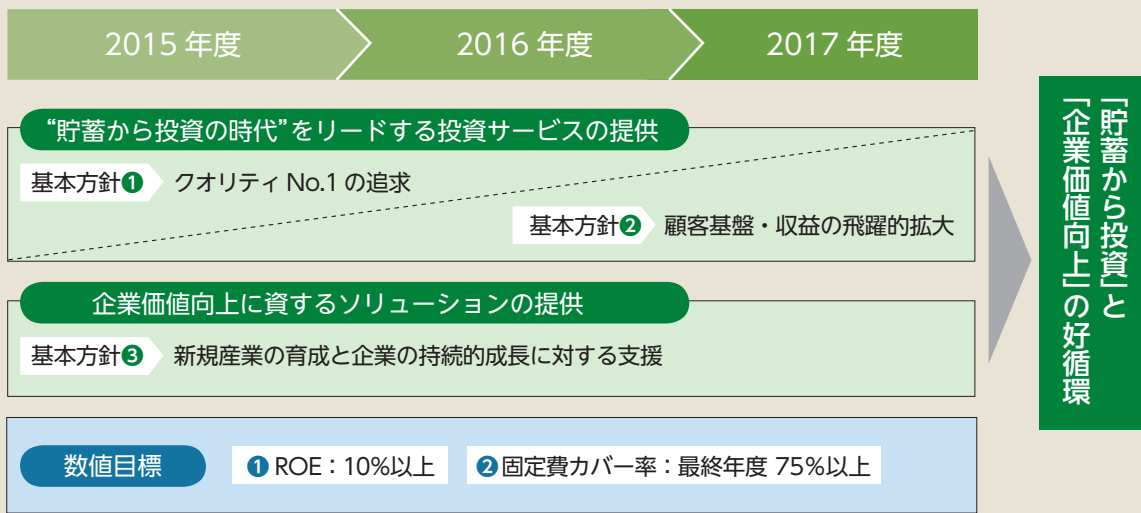 2015 年度
2016 年度
2017 年度
“貯蓄から投資の時代”をリードする投資サービスの提供
基本方針❶ クオリティ No.1 の追求
基本方針❷ 顧客基盤・収益の飛躍的拡大
企業価値向上に資するソリューションの提供
基本方針❸ 新規産業の育成と企業の持続的成長に対する支援
数値目標 ❶ ROE：10%以上 ❷ 固定費カバー率：最終年度 75%以上
「貯蓄から投資」と
「企業価値向上」の好循環